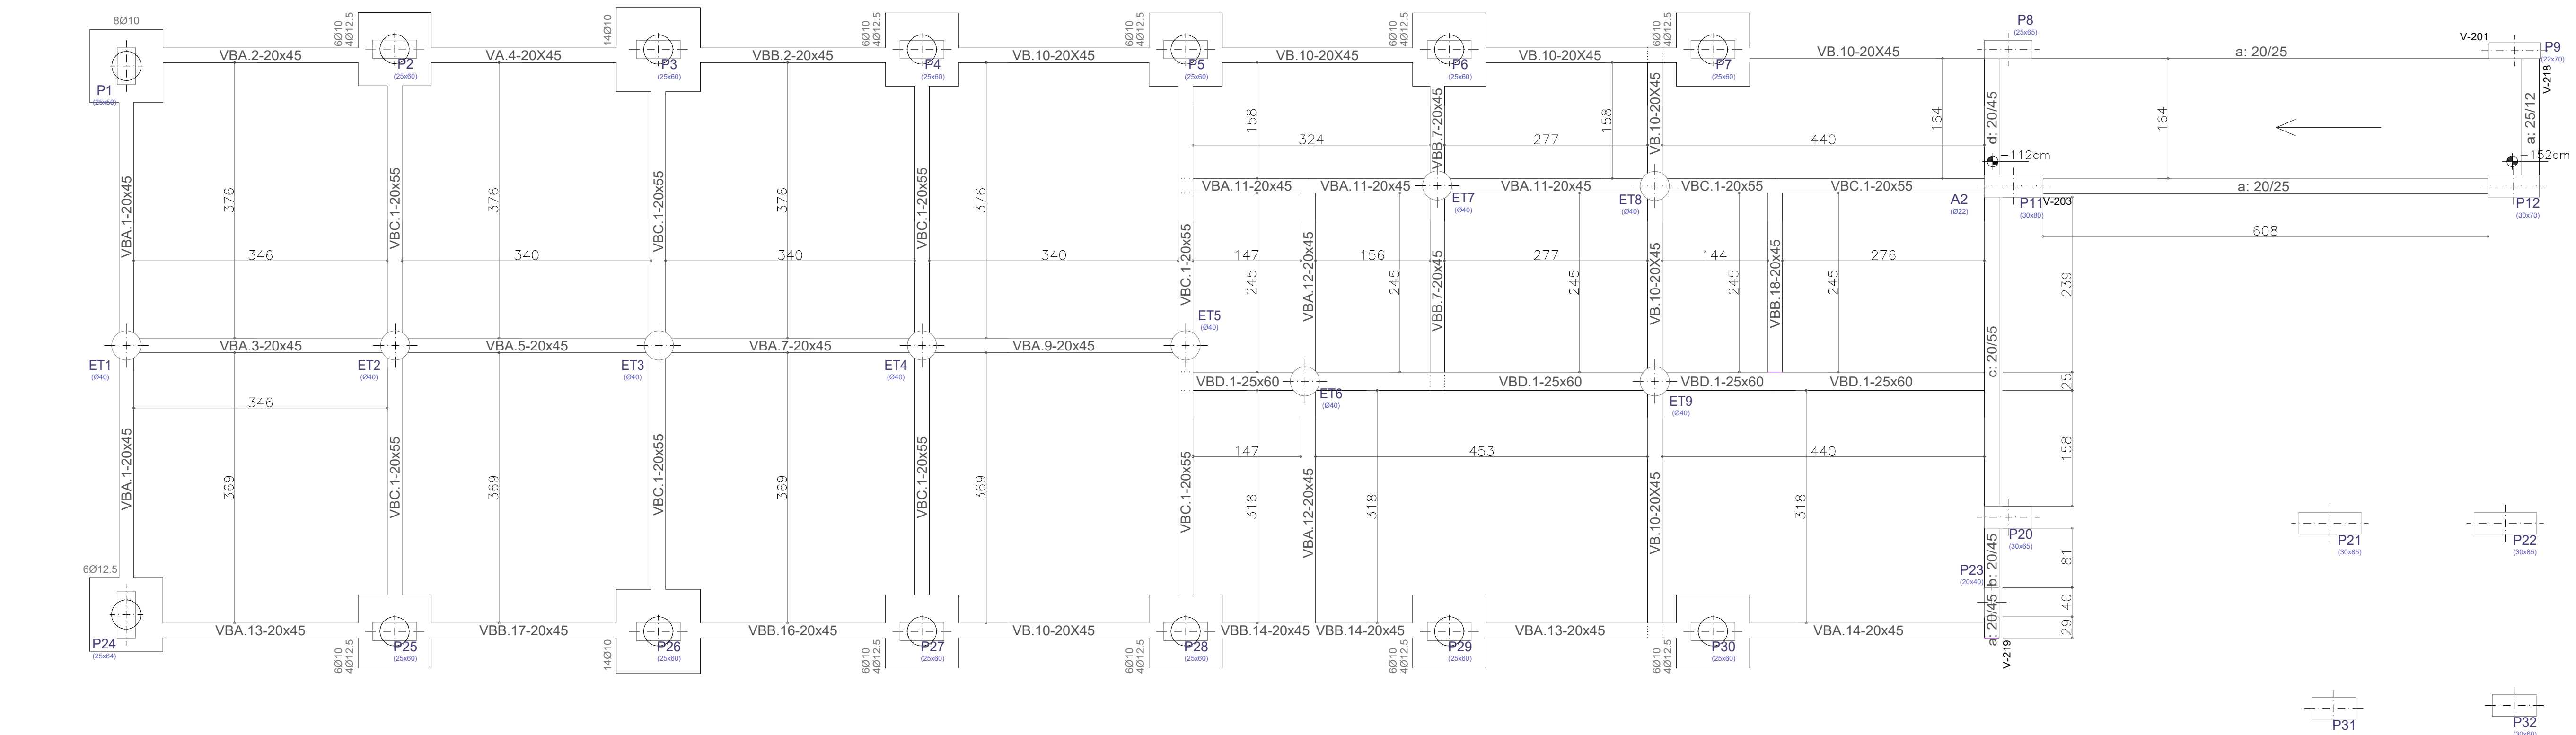 8Ø10
6Ø10
4Ø12.5
14Ø10
6Ø10
4Ø12.5
6Ø10
4Ø12.5
6Ø10
4Ø12.5
6Ø10
4Ø12.5
P8
(25x65)
V-201
P9
(22x70)
VBA.2-20x45
VA.4-20X45
VBB.2-20x45
VB.10-20X45
VB.10-20X45
VB.10-20X45
VB.10-20X45
a: 20/25
P1
(25x50)
P2
(25x60)
P3
(25x60)
P4
(25x60)
P5
(25x60)
P6
(25x60)
P7
(25x60)
V-218
a: 25/12
VBB.7-20x45
VB.10-20X45
d: 20/45
158
158
164
164
324
277
440
-112cm
-152cm
VBA.1-20x45
VBC.1-20x55
VBC.1-20x55
VBC.1-20x55
VBC.1-20x55
376
376
376
376
VBA.11-20x45
VBA.11-20x45
VBA.11-20x45
VBC.1-20x55
VBC.1-20x55
a: 20/25
ET7
(Ø40)
ET8
(Ø40)
A2
(Ø22)
P11
(30x80)
V-203
P12
(30x70)
608
346
340
340
340
147
156
277
144
276
245
245
245
245
245
239
VBA.12-20x45
VBB.7-20x45
VB.10-20X45
VBB.18-20x45
c: 20/55
ET5
(Ø40)
VBA.3-20x45
VBA.5-20x45
VBA.7-20x45
VBA.9-20x45
ET1
(Ø40)
ET2
(Ø40)
ET3
(Ø40)
ET4
(Ø40)
VBD.1-25x60
VBD.1-25x60
VBD.1-25x60
VBD.1-25x60
25
ET6
(Ø40)
ET9
(Ø40)
346
147
453
440
158
VBA.1-20x45
VBC.1-20x55
VBC.1-20x55
VBC.1-20x55
VBC.1-20x55
VBA.12-20x45
VB.10-20X45
369
369
369
369
318
318
318
P20
(30x65)
P21
(30x85)
P22
(30x85)
b: 20/45
81
P23
(20x40)
40
a: 20/45
29
V-219
6Ø12.5
VBA.13-20x45
VBB.17-20x45
VBB.16-20x45
VB.10-20X45
VBB.14-20x45
VBB.14-20x45
VBA.13-20x45
VBA.14-20x45
P24
(25x64)
P25
(25x60)
P26
(25x60)
P27
(25x60)
P28
(25x60)
P29
(25x60)
P30
(25x60)
6Ø10
4Ø12.5
14Ø10
6Ø10
4Ø12.5
6Ø10
4Ø12.5
6Ø10
4Ø12.5
6Ø10
4Ø12.5
P31
P32
(30x60)